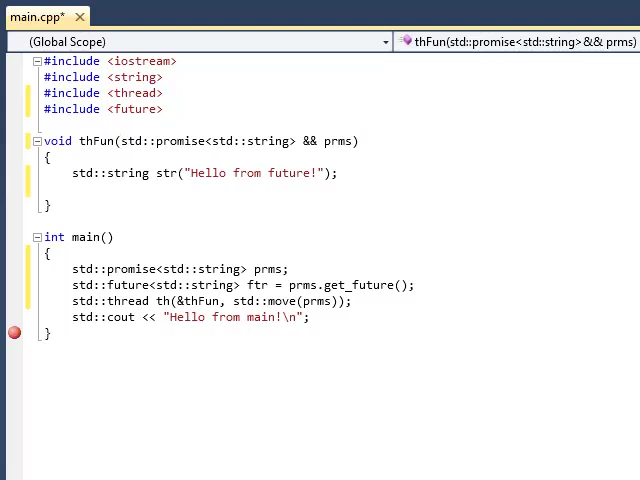 main.cpp*
(Global Scope)
thFun(std::promise<std::string>&& prms)
#include <iostream>
#include <string>
#include <thread>
#include <future>
void thFun(std::promise<std::string> && prms)
{
std::string str("Hello from future!");
}
int main()
{
std::promise<std::string> prms;
std::future<std::string> ftr = prms.get_future();
std::thread th(&thFun, std::move(prms));
std::cout << "Hello from main!\n";
}